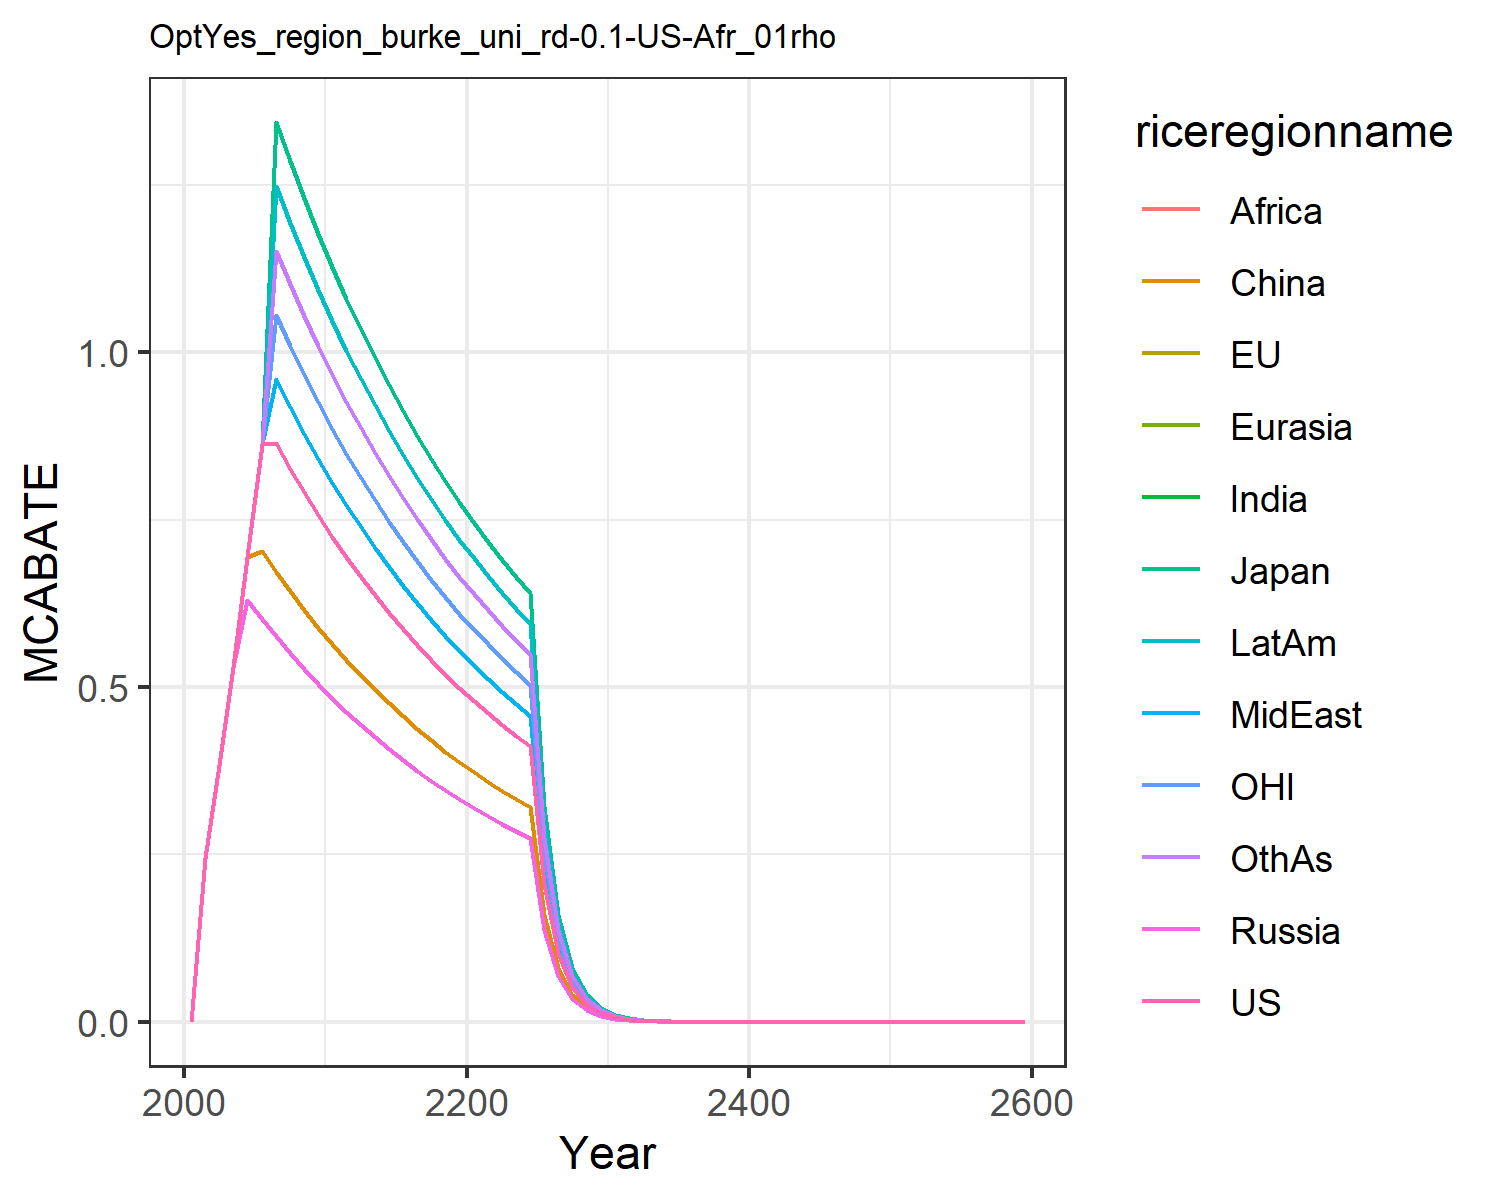 OptYes_region_burke_uni_rd-0.1-US-Afr_01rho
MCABATE
1.0
0.5
0.0
2000
2200
2400
2600
Year
riceregionname
Africa
China
EU
Eurasia
India
Japan
LatAm
MidEast
OHI
OthAs
Russia
US